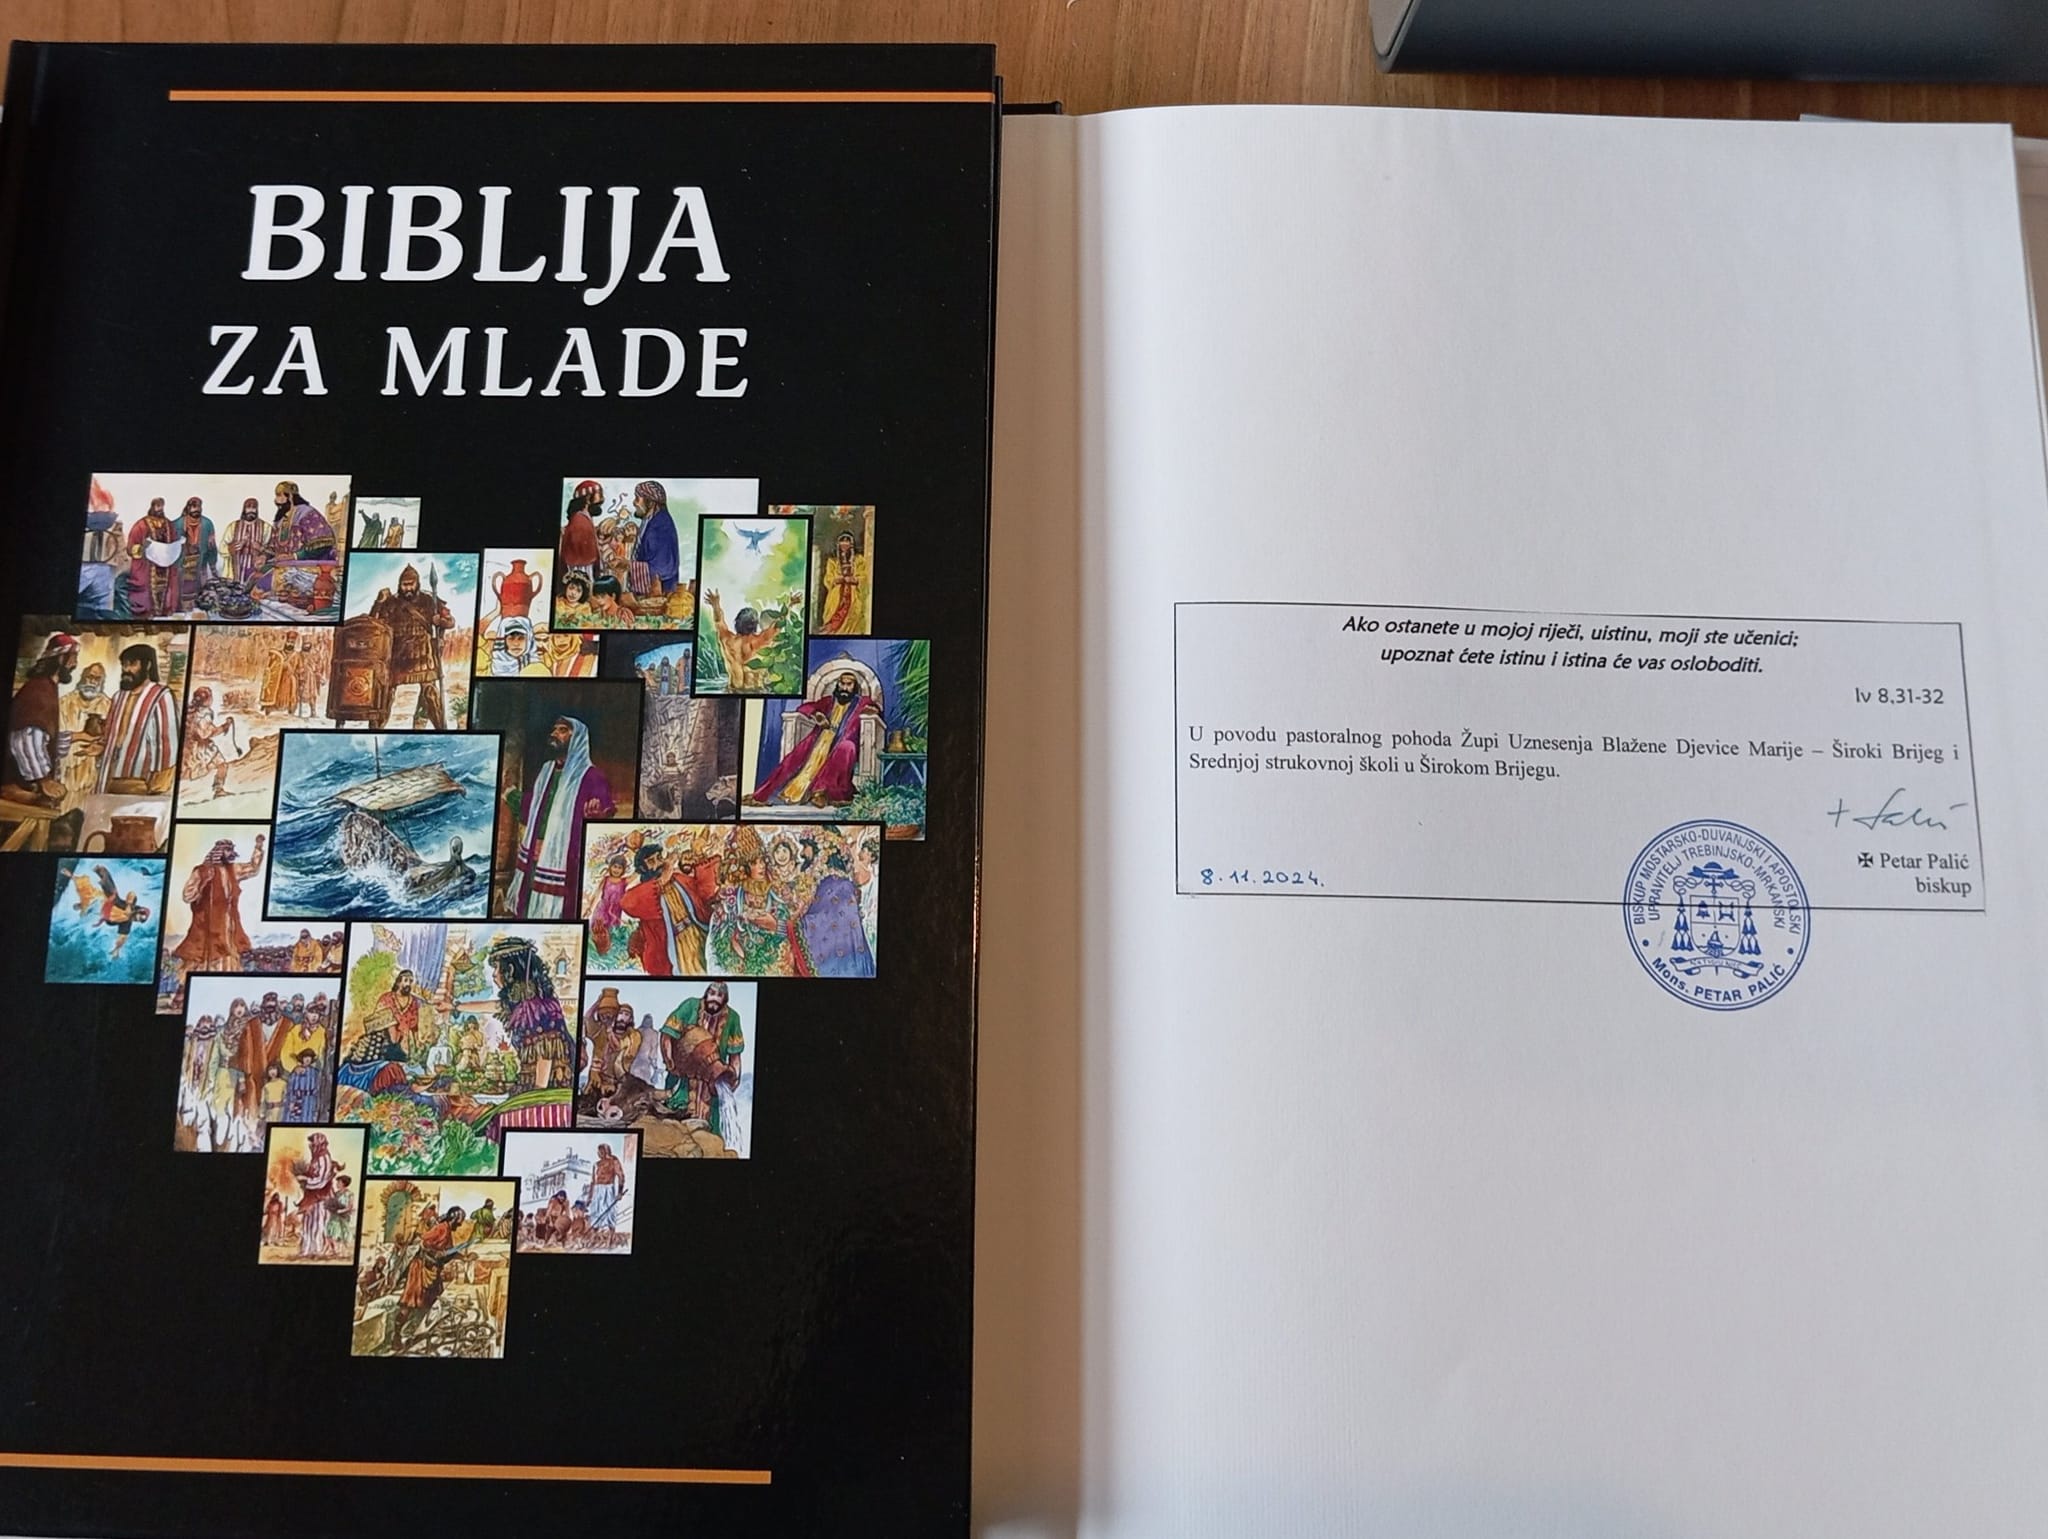 BIBLIJA
ZA MLADE
Ako ostanete u mojoj riječi, uistinu, moji ste učenici;
upoznat ćete istinu i istina će vas osloboditi.
Iv 8,31-32
U povodu pastoralnog pohoda Župi Uznesenja Blažene Djevice Marije – Široki Brijeg i
Srednjoj strukovnoj školi u Širokom Brijegu.
8.11.2024.
✠ Petar Palić
biskup
BISKUP MOSTARSKO-DUVANJSKI I APOSTOLSKI
UPRAVITELJ TREBINJSKO-MRKANSKI
Mons. PETAR PALIĆ